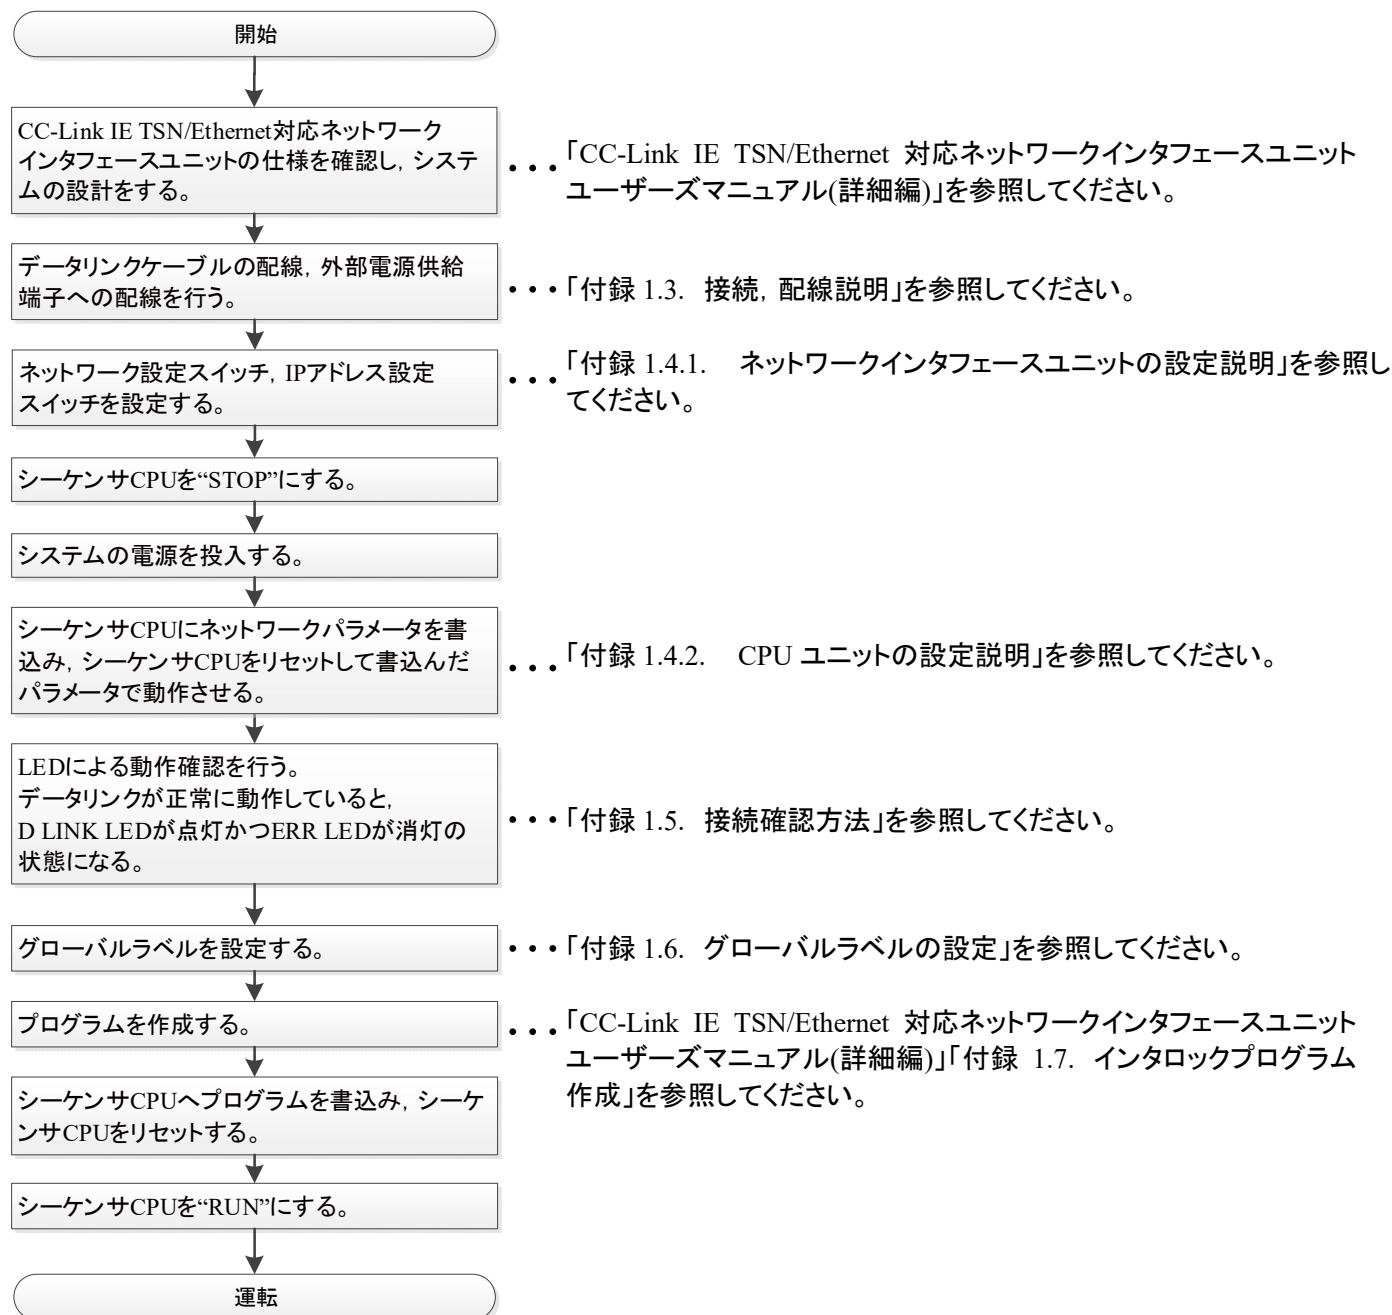 開始
CC-Link IE TSN/Ethernet対応ネットワーク
インタフェースユニットの仕様を確認し，システ
ムの設計をする。
・・・「CC-Link IE TSN/Ethernet 対応ネットワークインタフェースユニット
ユーザーズマニュアル(詳細編)」を参照してください。
データリンクケーブルの配線，外部電源供給
端子への配線を行う。
・・・「付録 1.3. 接続，配線説明」を参照してください。
ネットワーク設定スイッチ，IPアドレス設定
スイッチを設定する。
・・・「付録 1.4.1. ネットワークインタフェースユニットの設定説明」を参照し
てください。
シーケンサCPUを“STOP”にする。
システムの電源を投入する。
シーケンサCPUにネットワークパラメータを書
込み，シーケンサCPUをリセットして書込んだ
パラメータで動作させる。
・・・「付録 1.4.2. CPU ユニットの設定説明」を参照してください。
LEDによる動作確認を行う。
データリンクが正常に動作していると，
D LINK LEDが点灯かつERR LEDが消灯の
状態になる。
・・・「付録 1.5. 接続確認方法」を参照してください。
グローバルラベルを設定する。
・・・「付録 1.6. グローバルラベルの設定」を参照してください。
プログラムを作成する。
・・・「CC-Link IE TSN/Ethernet 対応ネットワークインタフェースユニット
ユーザーズマニュアル(詳細編)」「付録 1.7. インタロックプログラム
作成」を参照してください。
シーケンサCPUへプログラムを書込み，シーケ
ンサCPUをリセットする。
シーケンサCPUを“RUN”にする。
運転